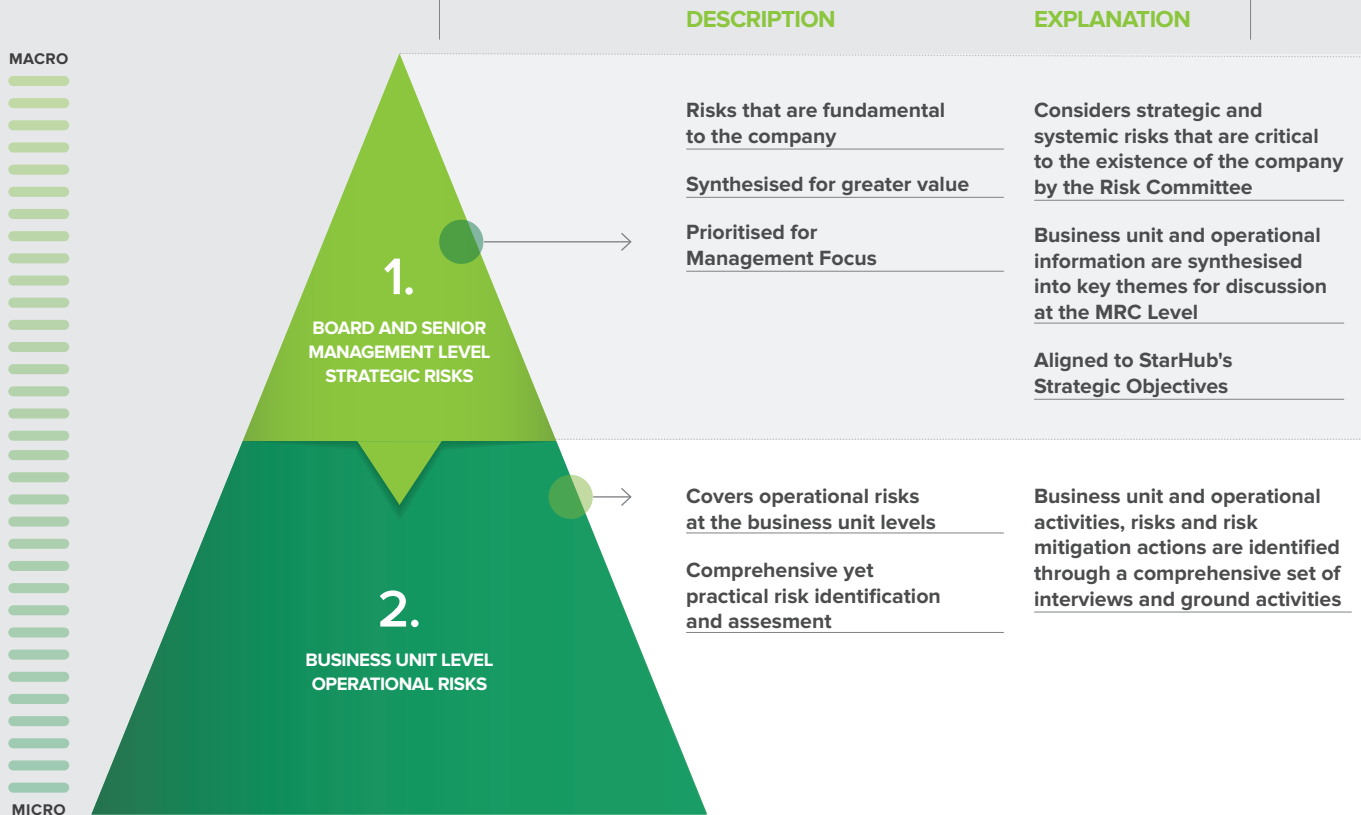 DESCRIPTION
EXPLANATION
MACRO
Risks that are fundamental
to the company
Synthesised for greater value
Prioritised for
Management Focus
Considers strategic and
systemic risks that are critical
to the existence of the company
by the Risk Committee
Business unit and operational
information are synthesised
into key themes for discussion
at the MRC Level
Aligned to StarHub's
Strategic Objectives
1.
BOARD AND SENIOR
MANAGEMENT LEVEL
STRATEGIC RISKS
Covers operational risks
at the business unit levels
Comprehensive yet
practical risk identification
and assesment
Business unit and operational
activities, risks and risk
mitigation actions are identified
through a comprehensive set of
interviews and ground activities
2.
BUSINESS UNIT LEVEL
OPERATIONAL RISKS
MICRO